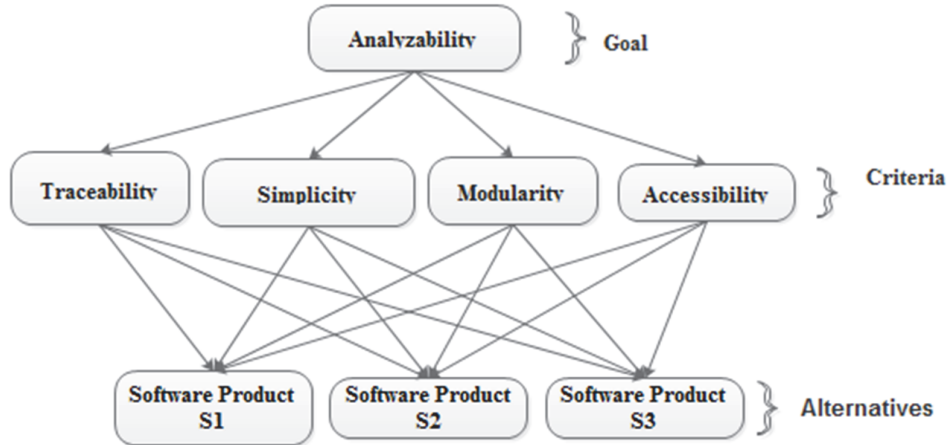 Analyzability
Goal
Traceability
Simplicity
Modularity
Accessibility
Criteria
Software Product
S1
Software Product
S2
Software Product
S3
Alternatives